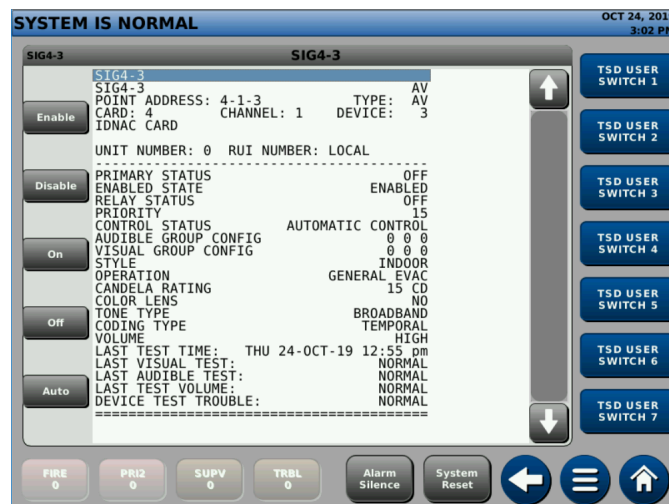 SYSTEM IS NORMAL
OCT 24, 201
3:02 P
SIG4-3
SIG4-3
SIG4-3
SIG4-3 AV
POINT ADDRESS: 4-1-3 TYPE: AV
CARD: 4 CHANNEL: 1 DEVICE: 3
IDNAC CARD
UNIT NUMBER: 0 RUI NUMBER: LOCAL
----------------------------------------
PRIMARY STATUS OFF
ENABLED STATE ENABLED
RELAY STATUS OFF
PRIORITY 15
CONTROL STATUS AUTOMATIC CONTROL
AUDIBLE GROUP CONFIG 0 0 0
VISUAL GROUP CONFIG 0 0 0
STYLE INDOOR
OPERATION GENERAL EVAC
CANDELA RATING 15 CD
COLOR LENS NO
TONE TYPE BROADBAND
CODING TYPE TEMPORAL
VOLUME HIGH
LAST TEST TIME: THU 24-OCT-19 12:55 pm
LAST VISUAL TEST: NORMAL
LAST AUDIBLE TEST: NORMAL
LAST TEST VOLUME: NORMAL
DEVICE TEST TROUBLE: NORMAL
========================================
Enable
Disable
On
Off
Auto
TSD USER
SWITCH 1
TSD USER
SWITCH 2
TSD USER
SWITCH 3
TSD USER
SWITCH 4
TSD USER
SWITCH 5
TSD USER
SWITCH 6
TSD USER
SWITCH 7
FIRE
0
PRI2
0
SUPV
0
TRBL
0
Alarm
Silence
System
Reset